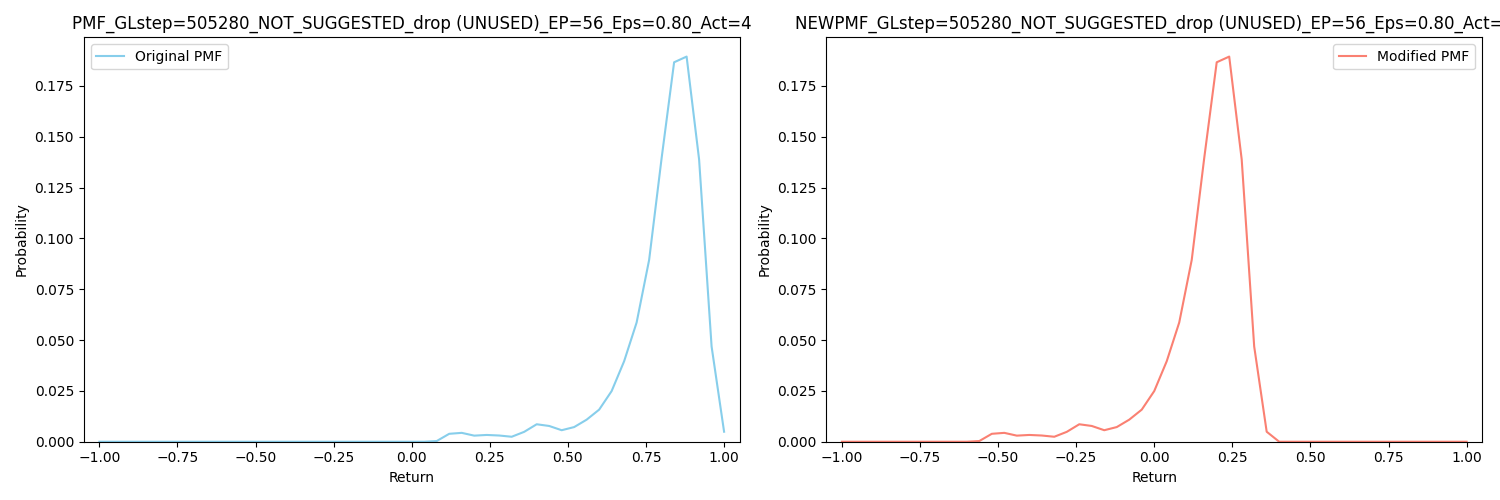 PMF_GLstep=505280_NOT_SUGGESTED_drop (UNUSED)_EP=56_Eps=0.80_Act=4
Original PMF
0.175
0.150
0.125
0.100
0.075
0.050
0.025
0.000
Probability
−1.00 −0.75 −0.50 −0.25 0.00 0.25 0.50 0.75 1.00
Return
NEWPMF_GLstep=505280_NOT_SUGGESTED_drop (UNUSED)_EP=56_Eps=0.80_Act=
Modified PMF
0.175
0.150
0.125
0.100
0.075
0.050
0.025
0.000
Probability
−1.00 −0.75 −0.50 −0.25 0.00 0.25 0.50 0.75 1.00
Return